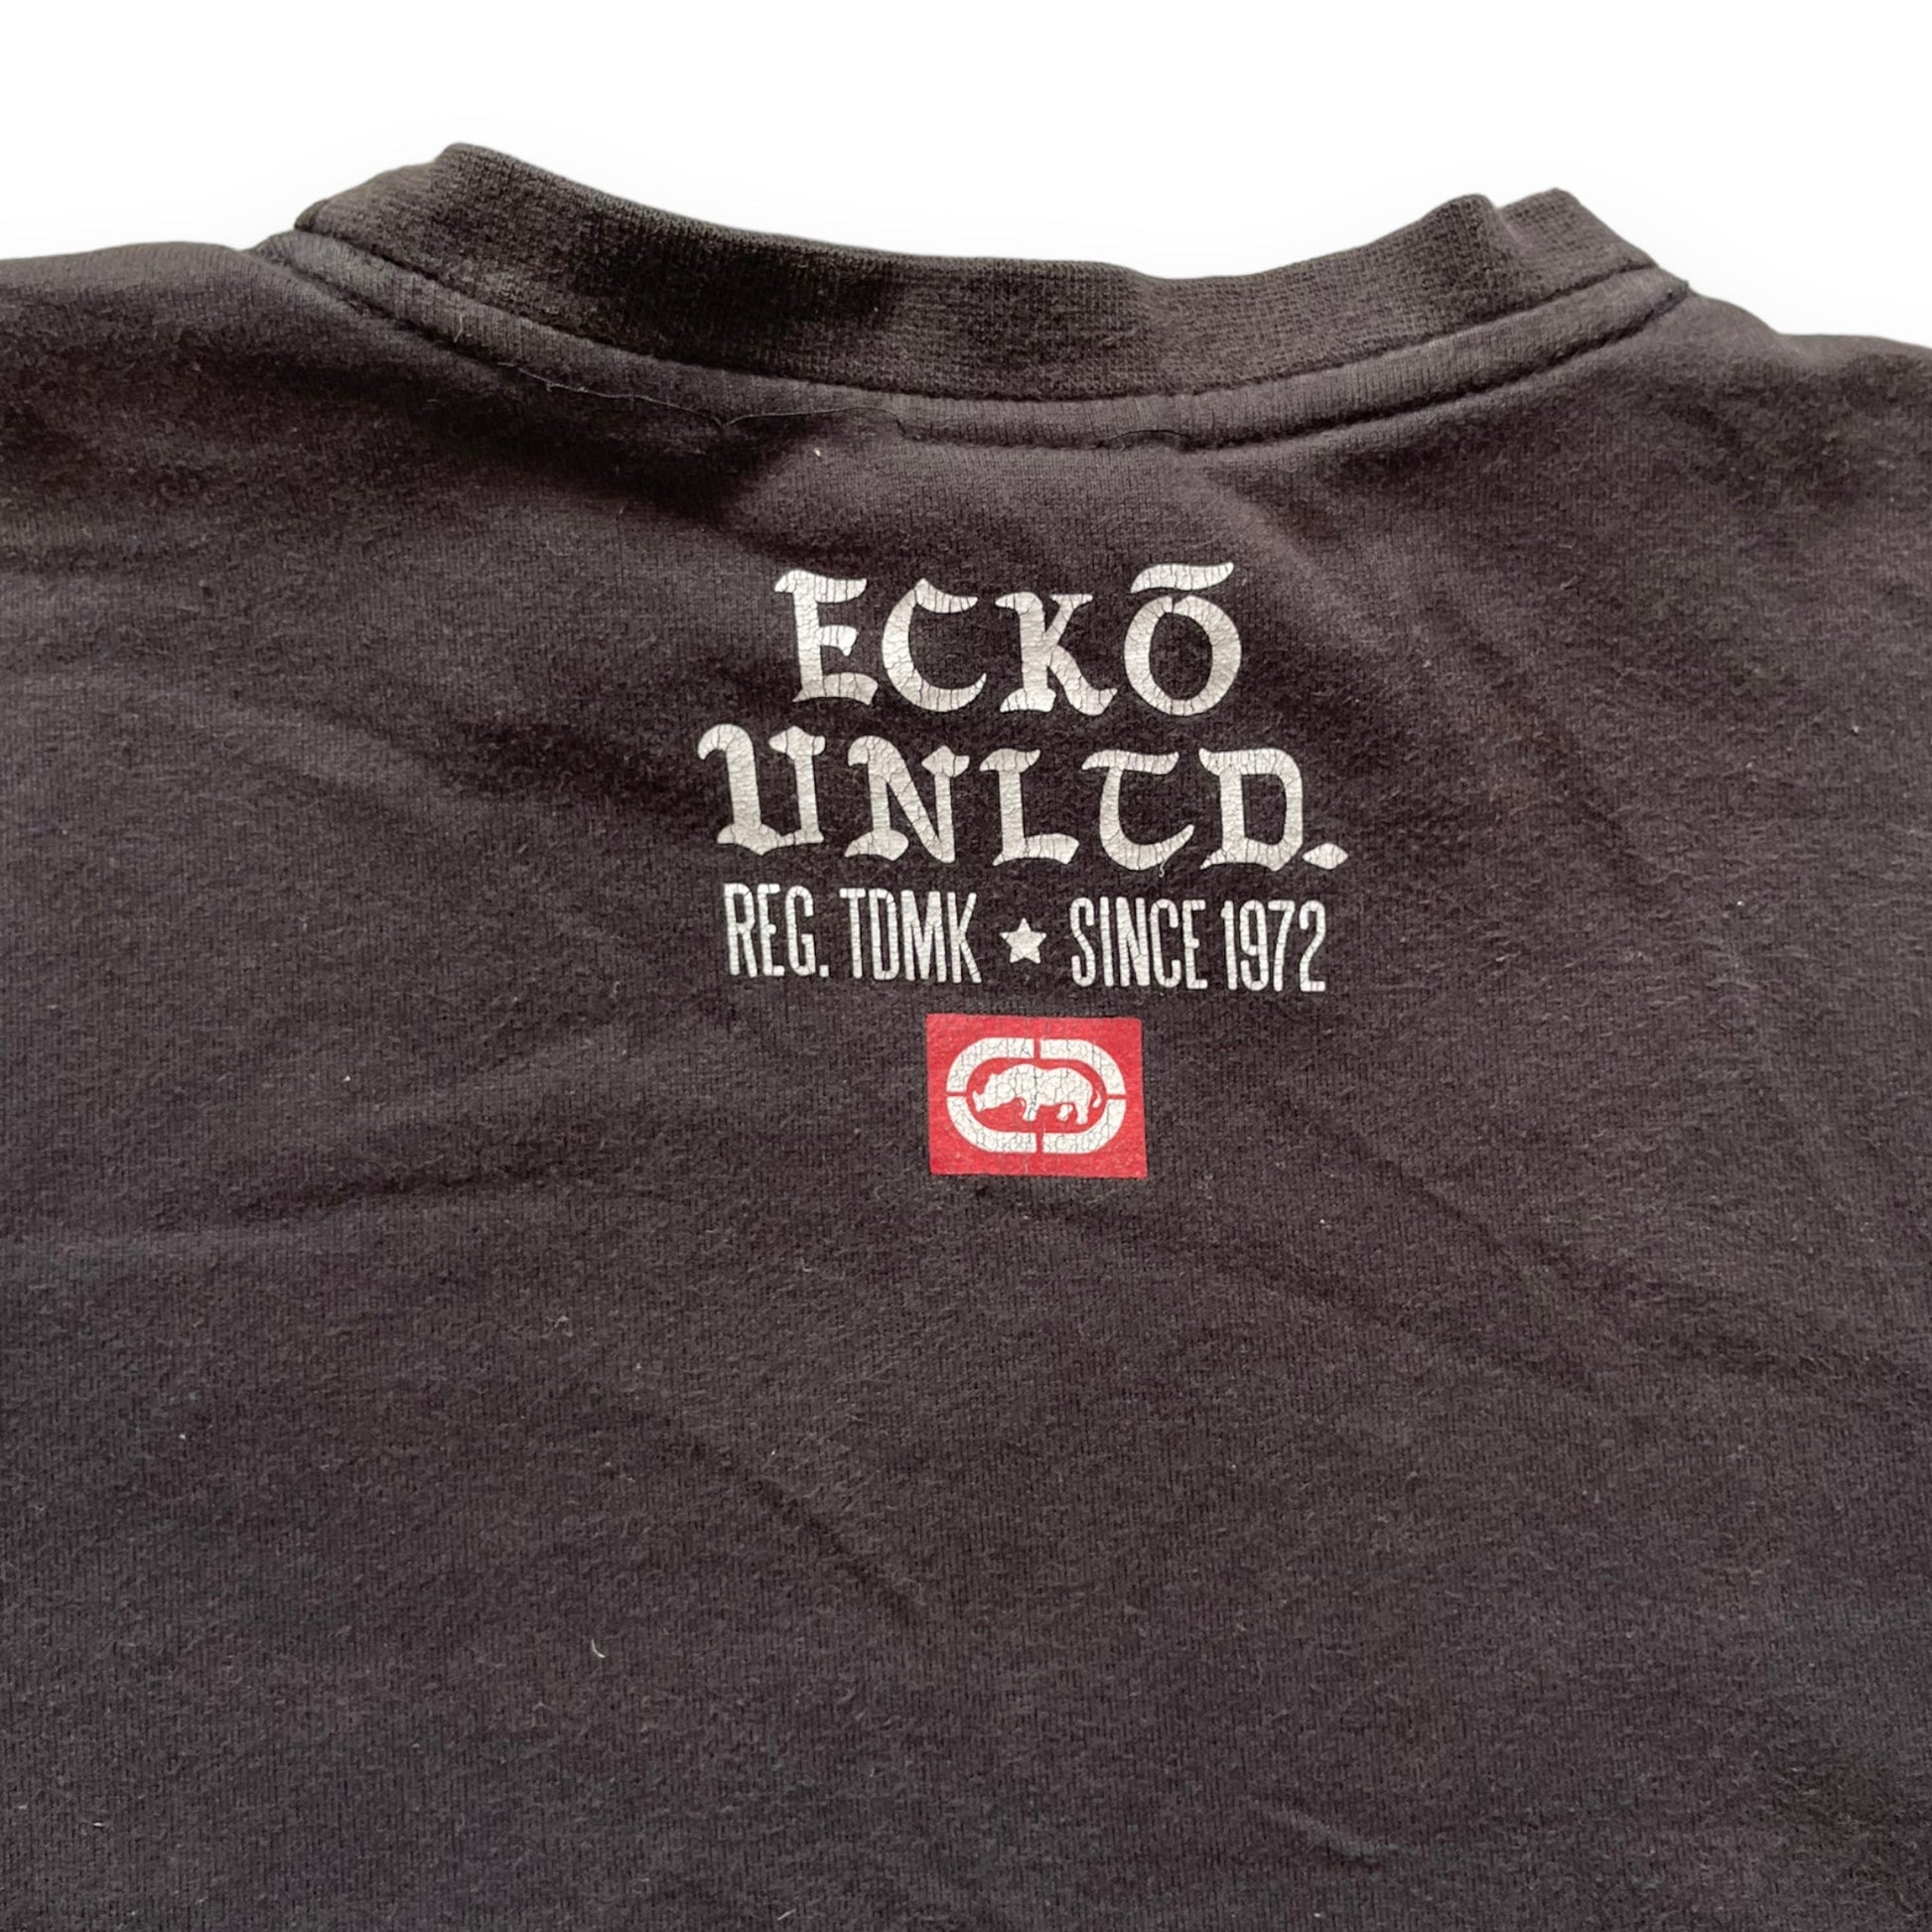 ECKŌ
UNLTD.
REG. TDMK ★ SINCE 1972